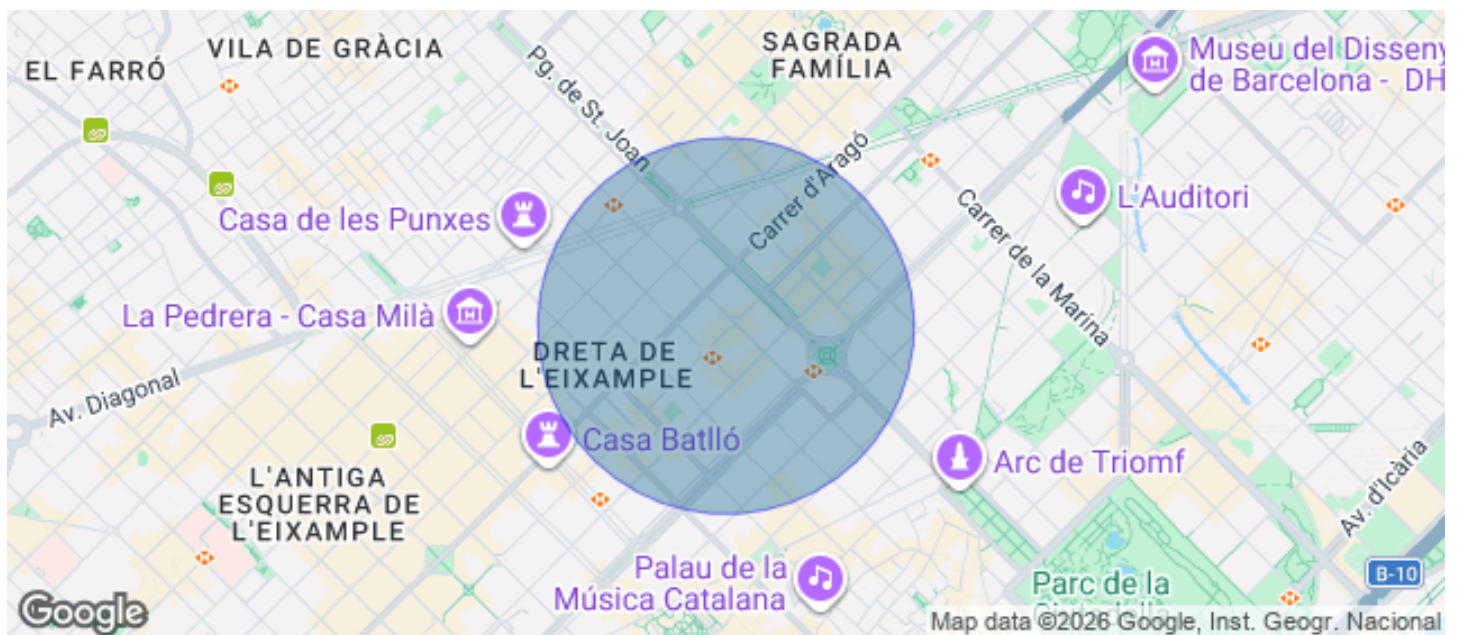 VILA DE GRÀCIA
EL FARRÓ
Pg. de St. Joan
SAGRADA
FAMÍLIA
Museu del Disseny
de Barcelona - DH
Carrer d'Aragó
L'Auditori
Casa de les Punxes
Carrer de la Marina
La Pedrera - Casa Milà
DRETA DE
L'EIXAMPLE
Av. Diagonal
Casa Batlló
Arc de Triomf
L'ANTIGA
ESQUERRA DE
L'EIXAMPLE
Av. d'Icària
Palau de la
Música Catalana
B-10
Parc de la
Google
Map data ©2026 Google, Inst. Geogr. Nacional